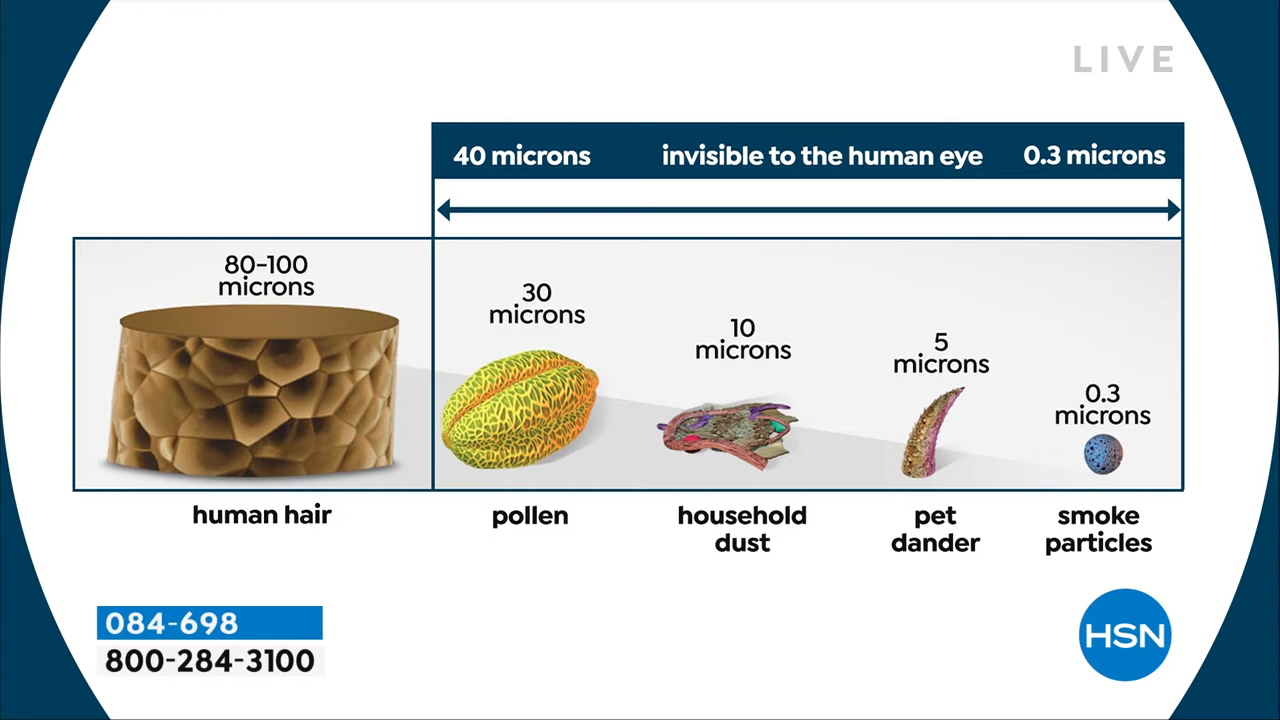 LIVE
40 microns invisible to the human eye 0.3 microns
80-100
microns
30
microns
10
microns
5
microns
0.3
microns
human hair
pollen
household
dust
pet
dander
smoke
particles
084-698
800-284-3100
HSN